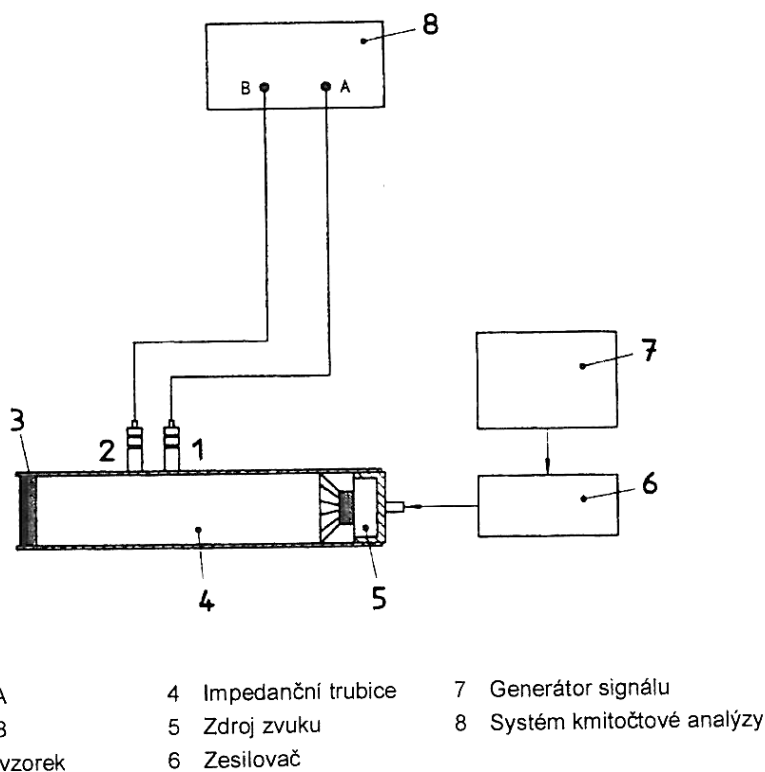 8
B A
7
3
2 1
6
4 5
A 4 Impedanční trubice 7 Generátor signálu
B 5 Zdroj zvuku 8 Systém kmitočtové analýzy
vzorek 6 Zesilovač